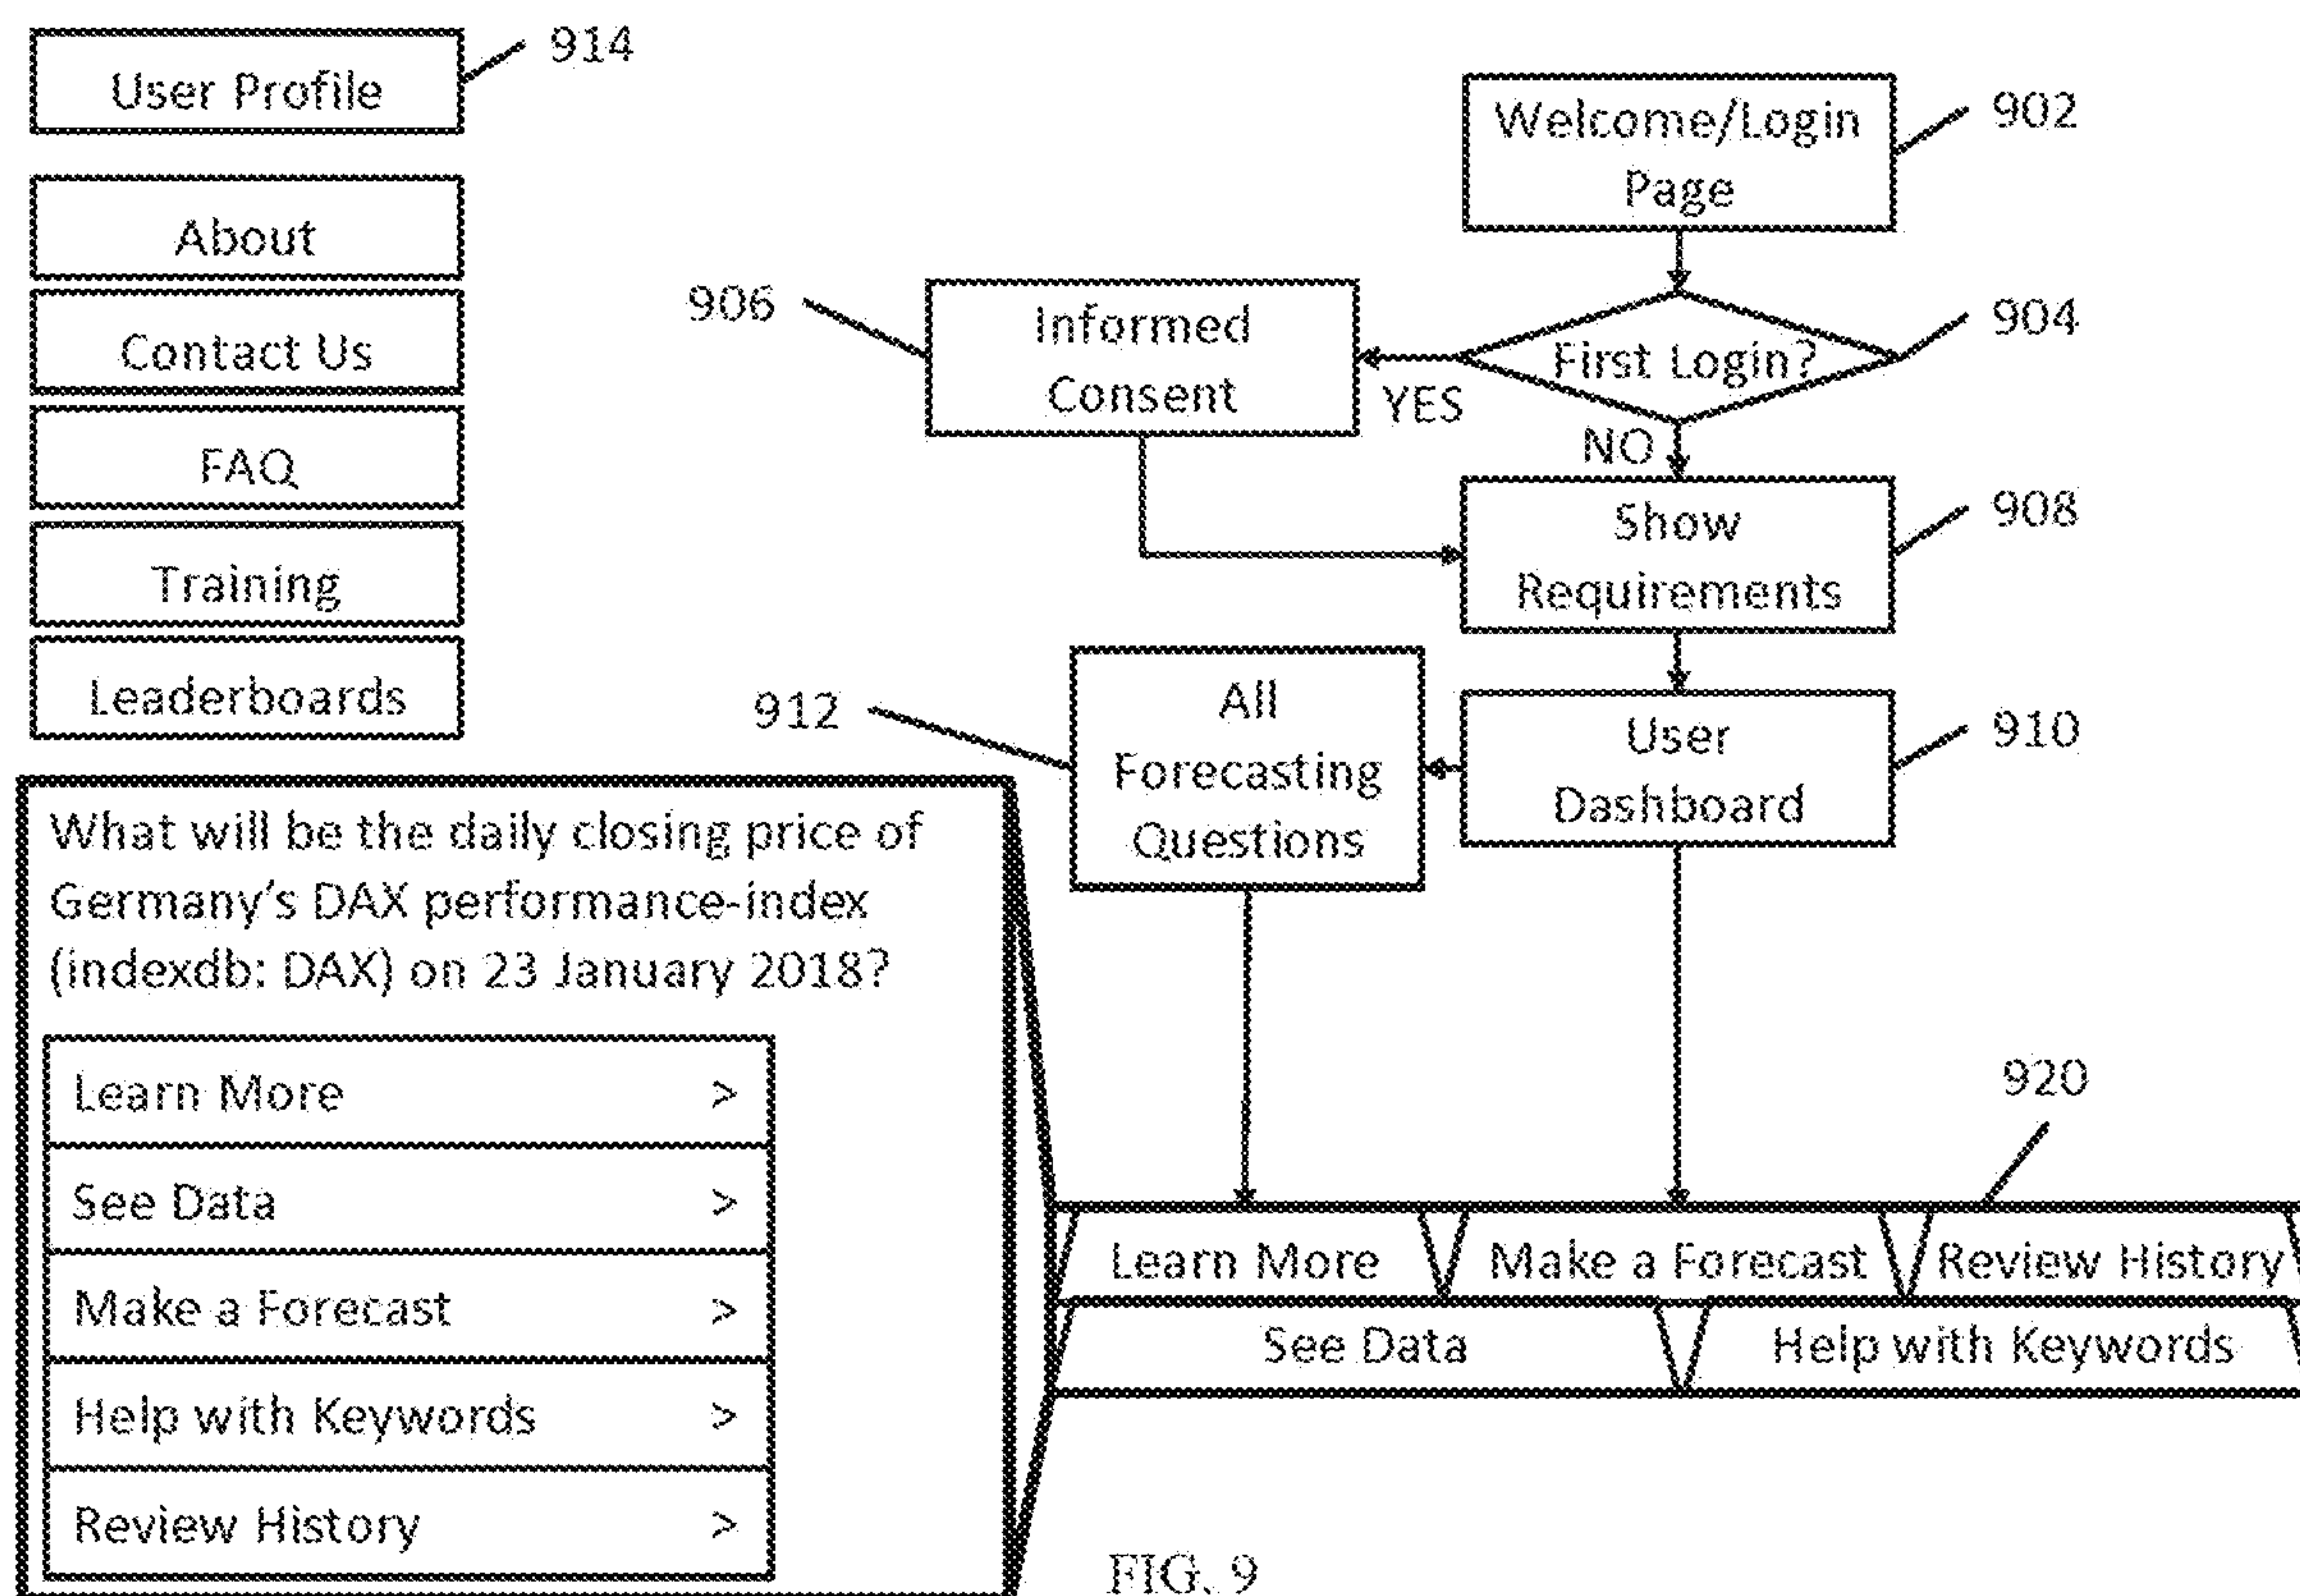 User Profile
914
About
Contact Us
FAQ
Training
Leaderboards
Welcome/Login
Page
902
First Login?
904
YES
NO
906
Informed
Consent
Show
Requirements
908
912
All
Forecasting
Questions
User
Dashboard
910
What will be the daily closing price of
Germany's DAX performance-index
(indexdb: DAX) on 23 January 2018?
Learn More >
See Data >
Make a Forecast >
Help with Keywords >
Review History >
920
Learn More
Make a Forecast
Review History
See Data
Help with Keywords
FIG. 9